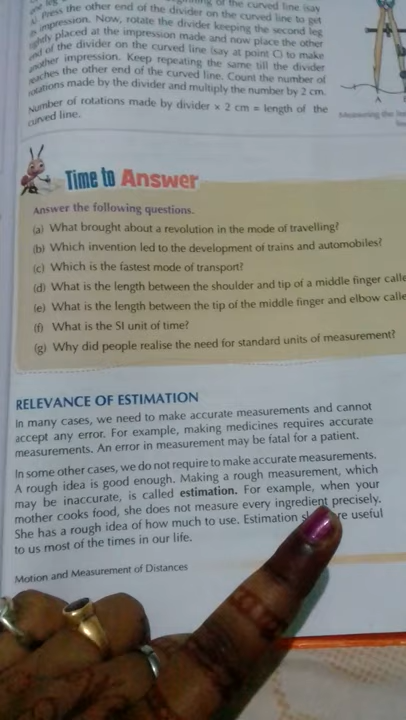 of the curved line (say
A). Press the other end of the divider on the curved line to get
impression. Now, rotate the divider keeping the second leg
placed at the impression made and now place the other
end of the divider on the curved line (say at point C) to make
another impression. Keep repeating the same till the divider
reaches the other end of the curved line. Count the number of
rotations made by the divider and multiply the number by 2 cm.
Number of rotations made by divider × 2 cm = length of the
curved line.
A
Measuring the
Time to Answer
Answer the following questions.
(a) What brought about a revolution in the mode of travelling?
(b) Which invention led to the development of trains and automobiles?
(c) Which is the fastest mode of transport?
(d) What is the length between the shoulder and tip of a middle finger calle
(e) What is the length between the tip of the middle finger and elbow calle
(f) What is the SI unit of time?
(g) Why did people realise the need for standard units of measurement?
RELEVANCE OF ESTIMATION
In many cases, we need to make accurate measurements and cannot
accept any error. For example, making medicines requires accurate
measurements. An error in measurement may be fatal for a patient.
In some other cases, we do not require to make accurate measurements.
A rough idea is good enough. Making a rough measurement, which
may be inaccurate, is called estimation. For example, when your
mother cooks food, she does not measure every ingredient precisely.
She has a rough idea of how much to use. Estimation useful
to us most of the times in our life.
Motion and Measurement of Distances